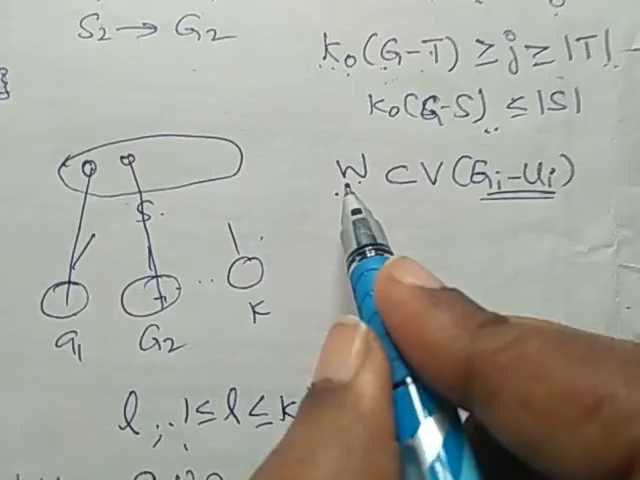 S₂ → G₂
k₀(G-T) ≥ j ≥ |T|
k₀(G-S) ≤ |S|
}
W ⊂ V(Gᵢ-uᵢ)
S.
..
G₁ G₂ K
l, 1≤l≤K